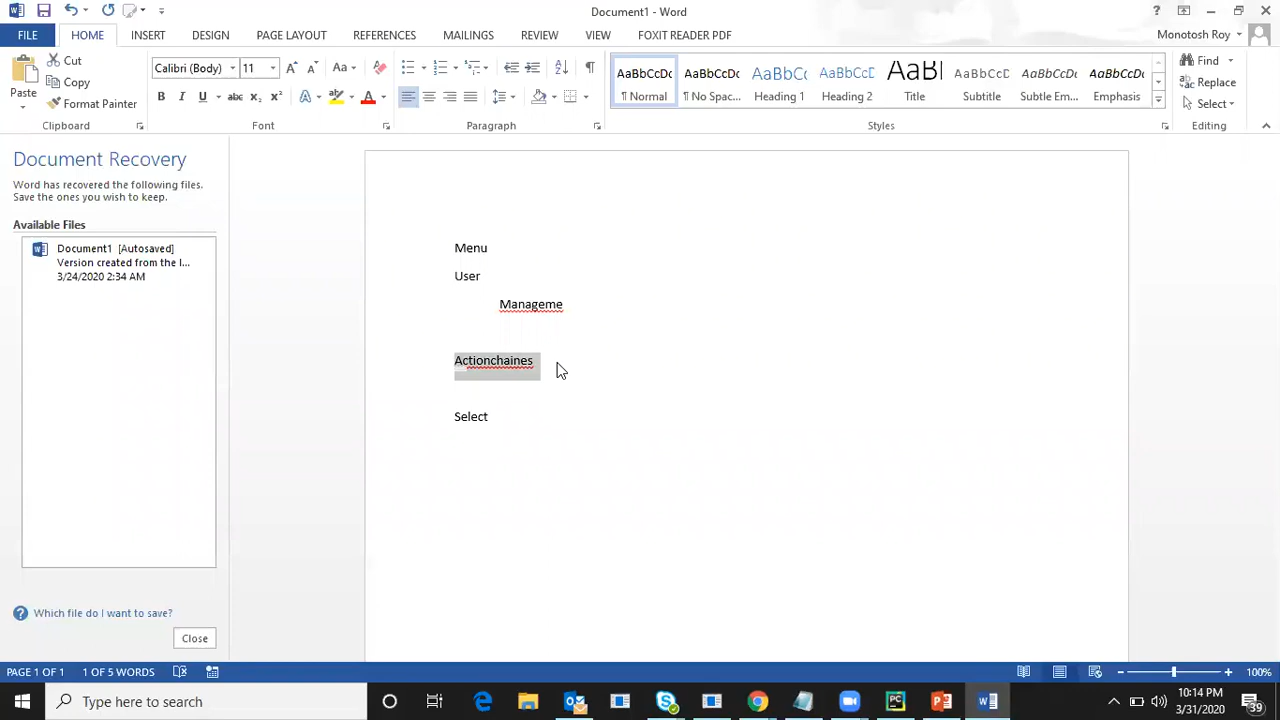 Document1 - Word
?
FILE
HOME
INSERT
DESIGN
PAGE LAYOUT
REFERENCES
MAILINGS
REVIEW
VIEW
FOXIT READER PDF
Monotosh Roy
Paste
Cut
Copy
Format Painter
Clipboard
Calibri (Body)
11
Font
Paragraph
AaBbCcDc
¶ Normal
AaBbCcDc
¶ No Spac...
AaBbCc
Heading 1
AaBbCcD
Heading 2
AaBl
Title
AaBbCcD
Subtitle
AaBbCcDc
Subtle Em...
AaBbCcDc
Emphasis
Styles
Find
Replace
Select
Editing
Document Recovery
Word has recovered the following files.
Save the ones you wish to keep.
Available Files
Document1 [Autosaved]
Version created from the l...
3/24/2020 2:34 AM
Which file do I want to save?
Close
Menu
User
Manageme
Actionchaines
Select
PAGE 1 OF 1
1 OF 5 WORDS
100%
Type here to search
10:14 PM
3/31/2020
39